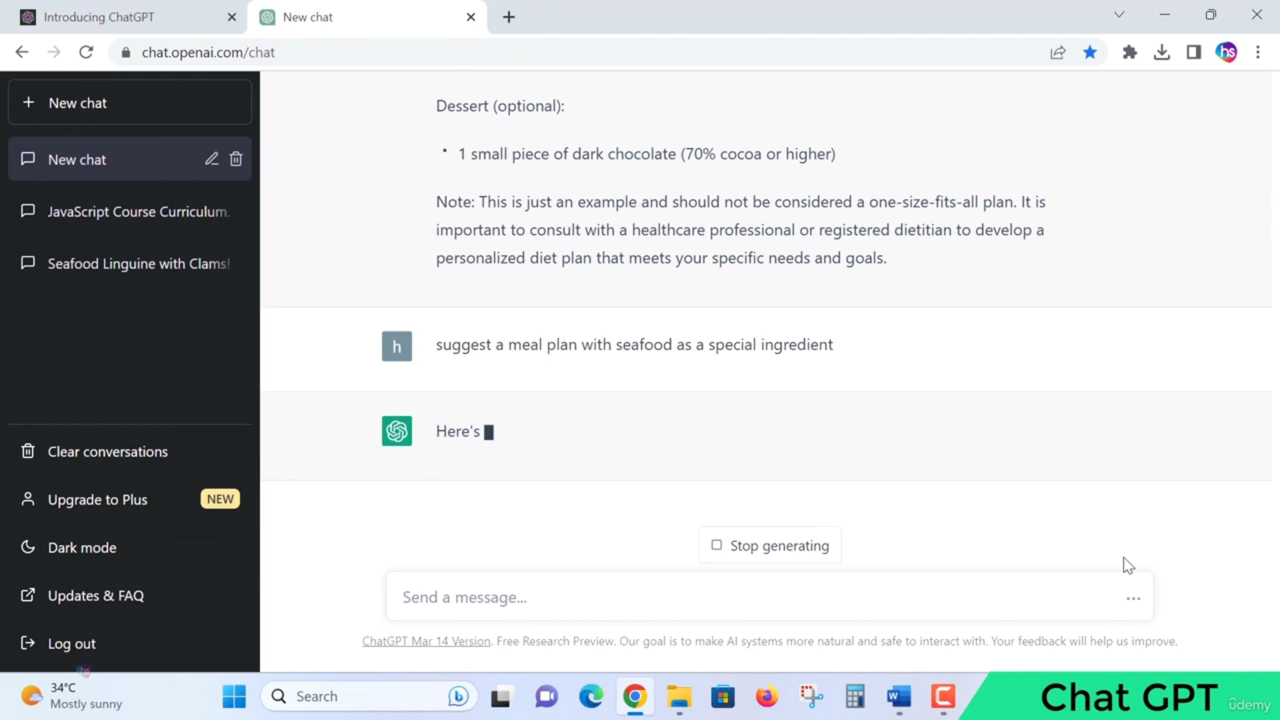 Introducing ChatGPT
New chat
chat.openai.com/chat
hs
New chat
New chat
JavaScript Course Curriculum.
Seafood Linguine with Clams!
Clear conversations
Upgrade to Plus NEW
Dark mode
Updates & FAQ
Log out
Dessert (optional):
• 1 small piece of dark chocolate (70% cocoa or higher)
Note: This is just an example and should not be considered a one-size-fits-all plan. It is
important to consult with a healthcare professional or registered dietitian to develop a
personalized diet plan that meets your specific needs and goals.
h
suggest a meal plan with seafood as a special ingredient
Here's
Stop generating
Send a message...
ChatGPT Mar 14 Version. Free Research Preview. Our goal is to make AI systems more natural and safe to interact with. Your feedback will help us improve.
34°C
Mostly sunny
Search
Chat GPT
ûdemy